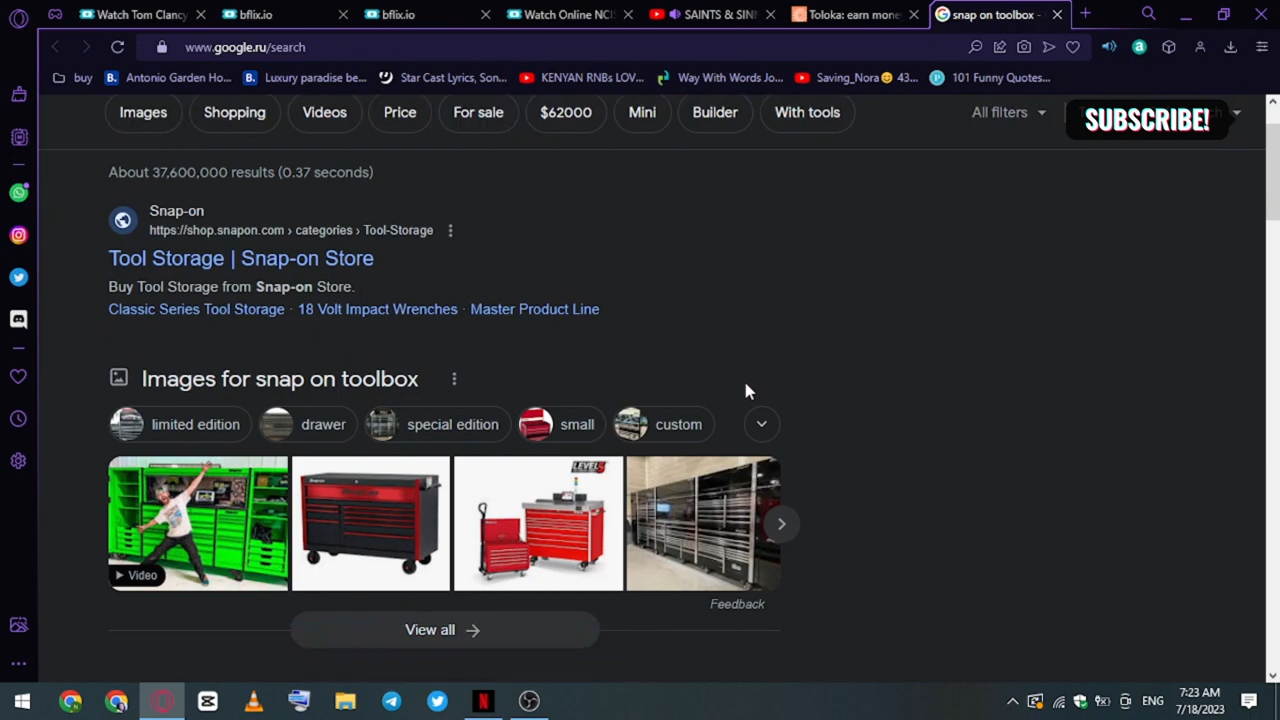 Watch Tom Clancy
bflix.io
bflix.io
Watch Online NCIS
SAINTS & SINN
Toloka: earn mone
snap on toolbox -
www.google.ru/search
buy
B. Antonio Garden Ho...
B. Luxury paradise be...
Star Cast Lyrics, Son...
KENYAN RNBs LOV...
Way With Words Jo...
Saving_Nora😊 43...
101 Funny Quotes...
Images
Shopping
Videos
Price
For sale
$62000
Mini
Builder
With tools
All filters
SUBSCRIBE!
About 37,600,000 results (0.37 seconds)
Snap-on
https://shop.snapon.com › categories › Tool-Storage
Tool Storage | Snap-on Store
Buy Tool Storage from Snap-on Store.
Classic Series Tool Storage · 18 Volt Impact Wrenches · Master Product Line
Images for snap on toolbox
limited edition
drawer
special edition
small
custom
LEVEL5
Video
Feedback
View all
ENG
7:23 AM
7/18/2023